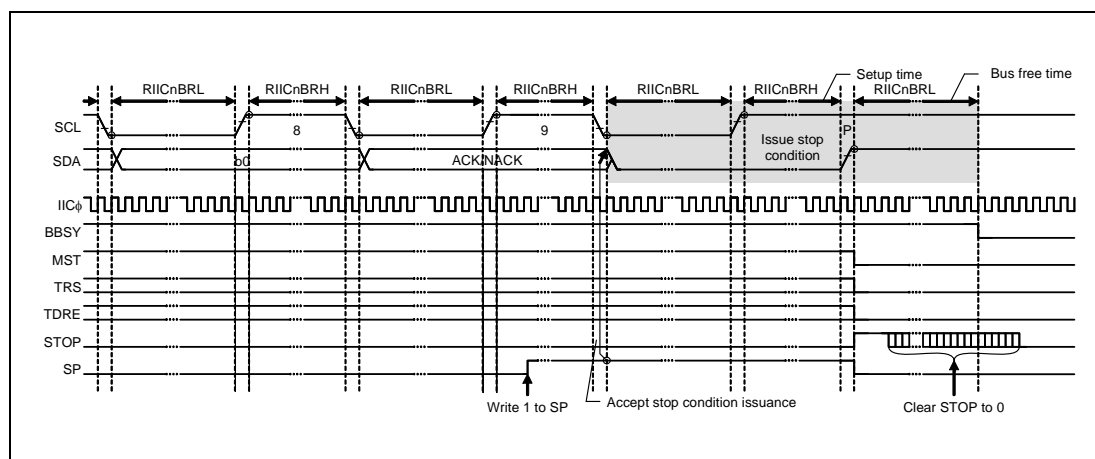 Setup time
Bus free time
RIICnBRL RIICnBRH RIICnBRL RIICnBRH RIICnBRL RIICnBRH RIICnBRL
SCL 8 9 Issue stop condition P
SDA b0 ACK/NACK
IICϕ
BBSY
MST
TRS
TDRE
STOP
SP
Write 1 to SP
Accept stop condition issuance
Clear STOP to 0